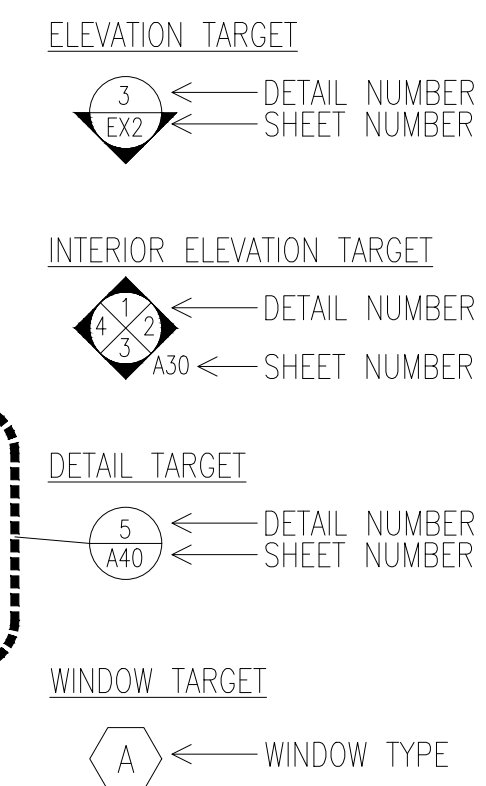 ELEVATION TARGET
3 DETAIL NUMBER
EX2 SHEET NUMBER
INTERIOR ELEVATION TARGET
1
4 2 DETAIL NUMBER
3
A30 SHEET NUMBER
DETAIL TARGET
5 DETAIL NUMBER
A40 SHEET NUMBER
WINDOW TARGET
A WINDOW TYPE